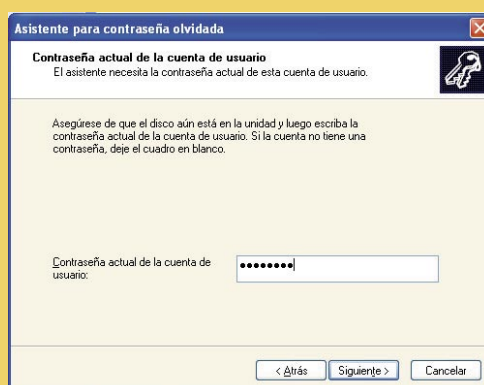 Asistente para contraseña olvidada
Contraseña actual de la cuenta de usuario
El asistente necesita la contraseña actual de esta cuenta de usuario.
Asegúrese de que el disco aún está en la unidad y luego escriba la
contraseña actual de la cuenta de usuario. Si la cuenta no tiene una
contraseña, deje el cuadro en blanco.
Contraseña actual de la cuenta de
usuario:
••••••••
< Atrás
Siguiente >
Cancelar